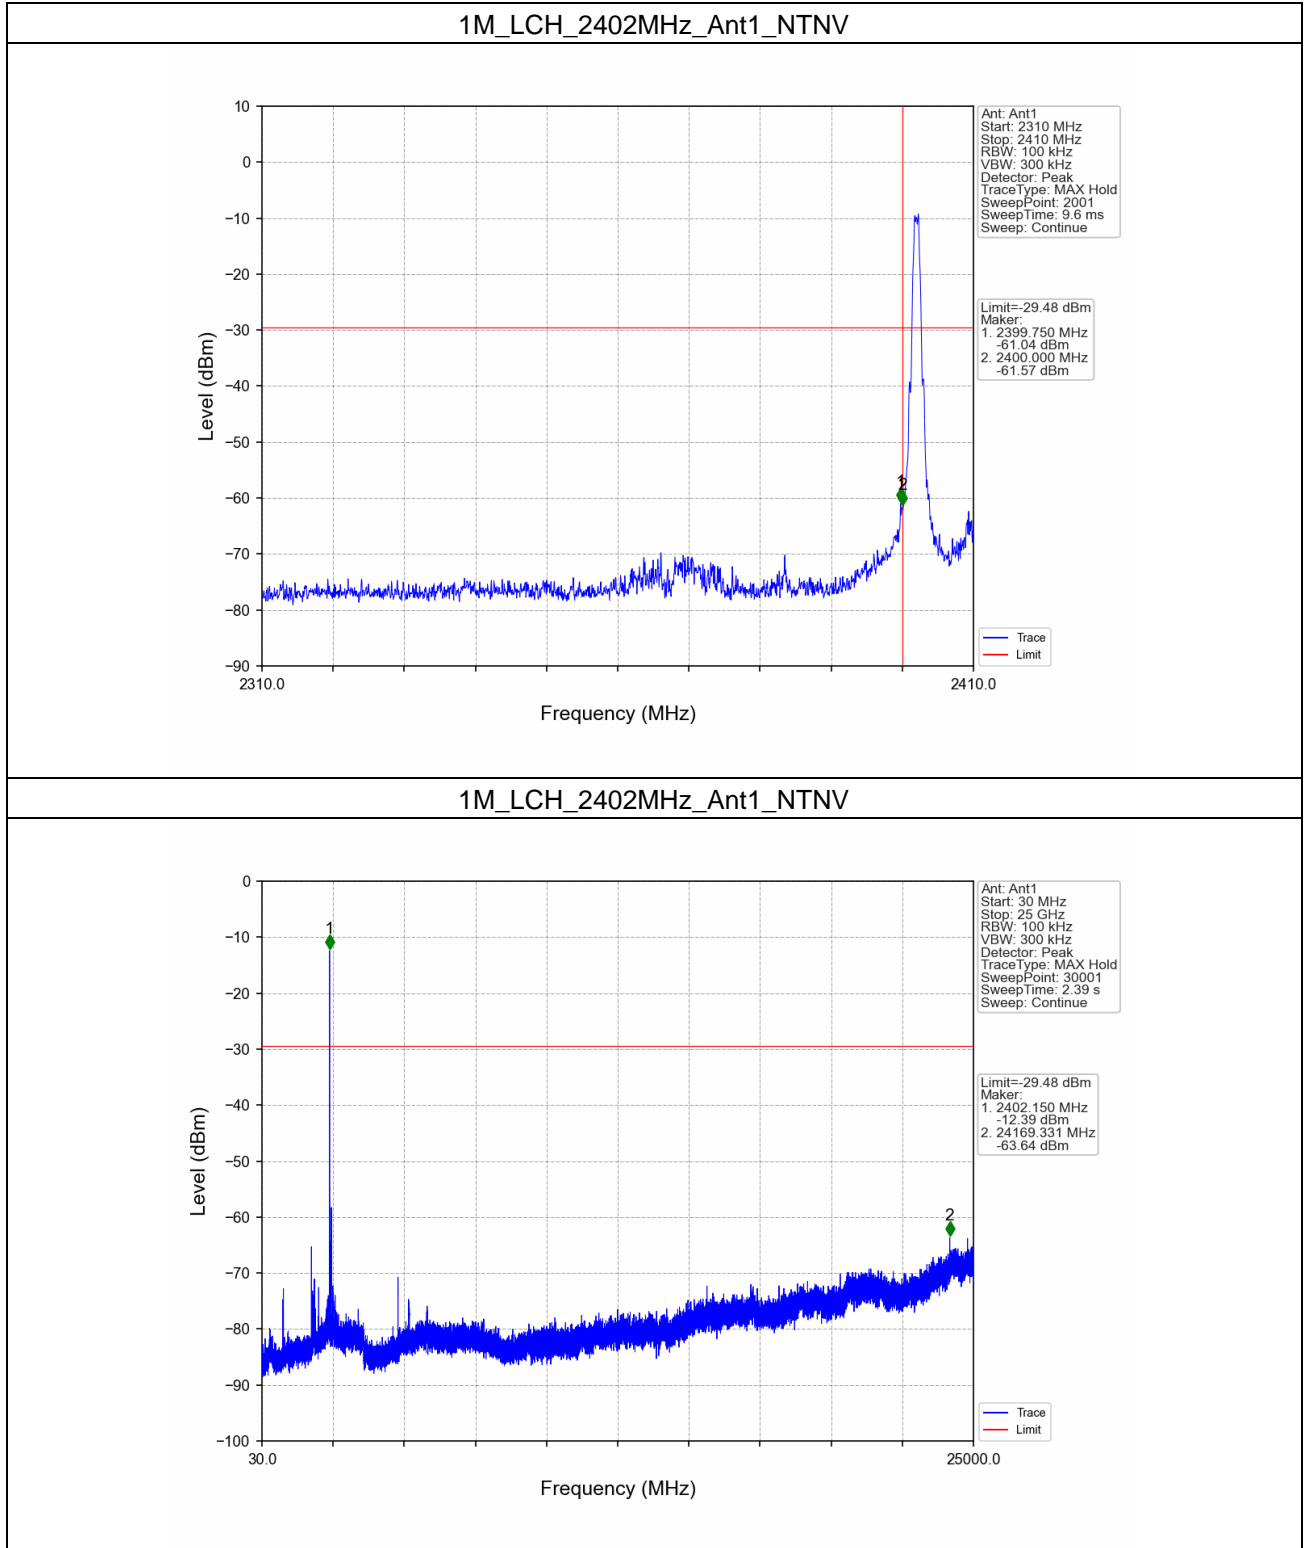 1M_LCH_2402MHz_Ant1_NTNV
10
0
−10
−20
−30
−40
−50
−60
−70
−80
−90
Level (dBm)
1
2
2310.0
2410.0
Frequency (MHz)
Ant: Ant1
Start: 2310 MHz
Stop: 2410 MHz
RBW: 100 kHz
VBW: 300 kHz
Detector: Peak
TraceType: MAX Hold
SweepPoint: 2001
SweepTime: 9.6 ms
Sweep: Continue
Limit=-29.48 dBm
Maker:
1. 2399.750 MHz
-61.04 dBm
2. 2400.000 MHz
-61.57 dBm
Trace
Limit
1M_LCH_2402MHz_Ant1_NTNV
0
−10
−20
−30
−40
−50
−60
−70
−80
−90
−100
Level (dBm)
1
2
30.0
25000.0
Frequency (MHz)
Ant: Ant1
Start: 30 MHz
Stop: 25 GHz
RBW: 100 kHz
VBW: 300 kHz
Detector: Peak
TraceType: MAX Hold
SweepPoint: 30001
SweepTime: 2.39 s
Sweep: Continue
Limit=-29.48 dBm
Maker:
1. 2402.150 MHz
-12.39 dBm
2. 24169.331 MHz
-63.64 dBm
Trace
Limit